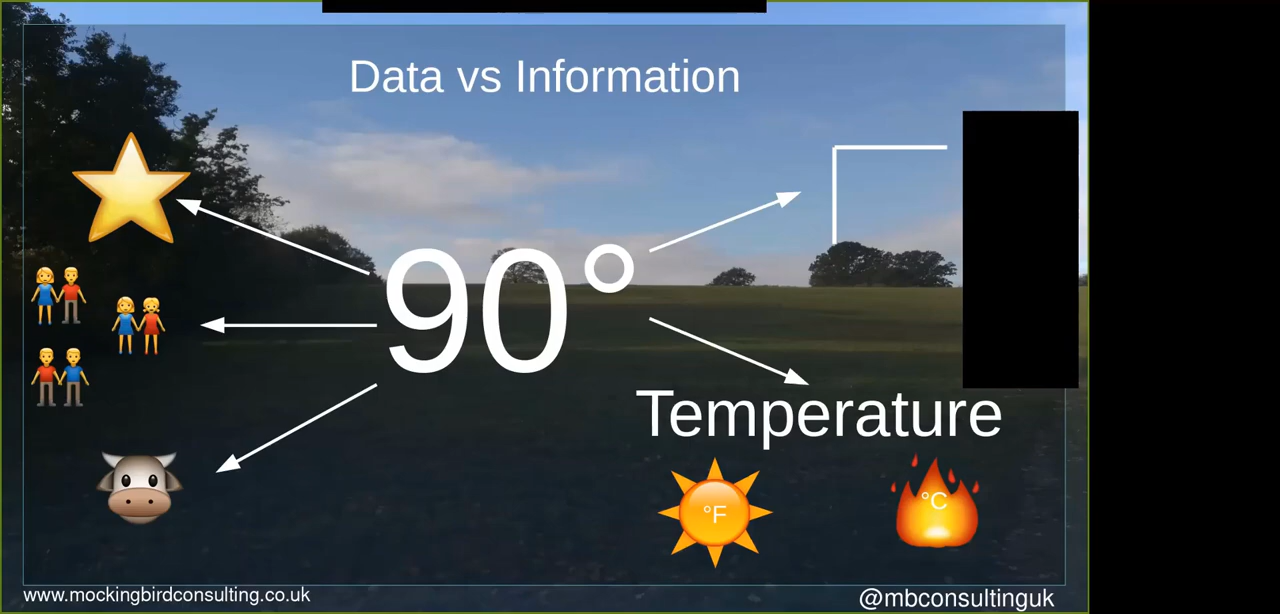 Data vs Information
90°
Temperature
°F
°C
www.mockingbirdconsulting.co.uk
@mbconsultinguk